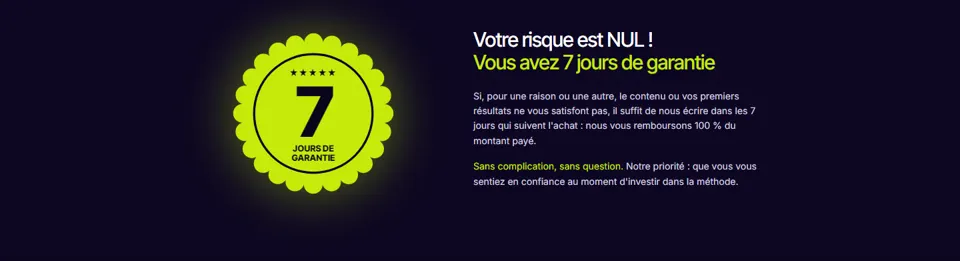 ★★★★★
7
JOURS DE
GARANTIE
Votre risque est NUL !
Vous avez 7 jours de garantie
Si, pour une raison ou une autre, le contenu ou vos premiers
résultats ne vous satisfont pas, il suffit de nous écrire dans les 7
jours qui suivent l'achat : nous vous remboursons 100 % du
montant payé.
Sans complication, sans question. Notre priorité : que vous vous
sentiez en confiance au moment d'investir dans la méthode.